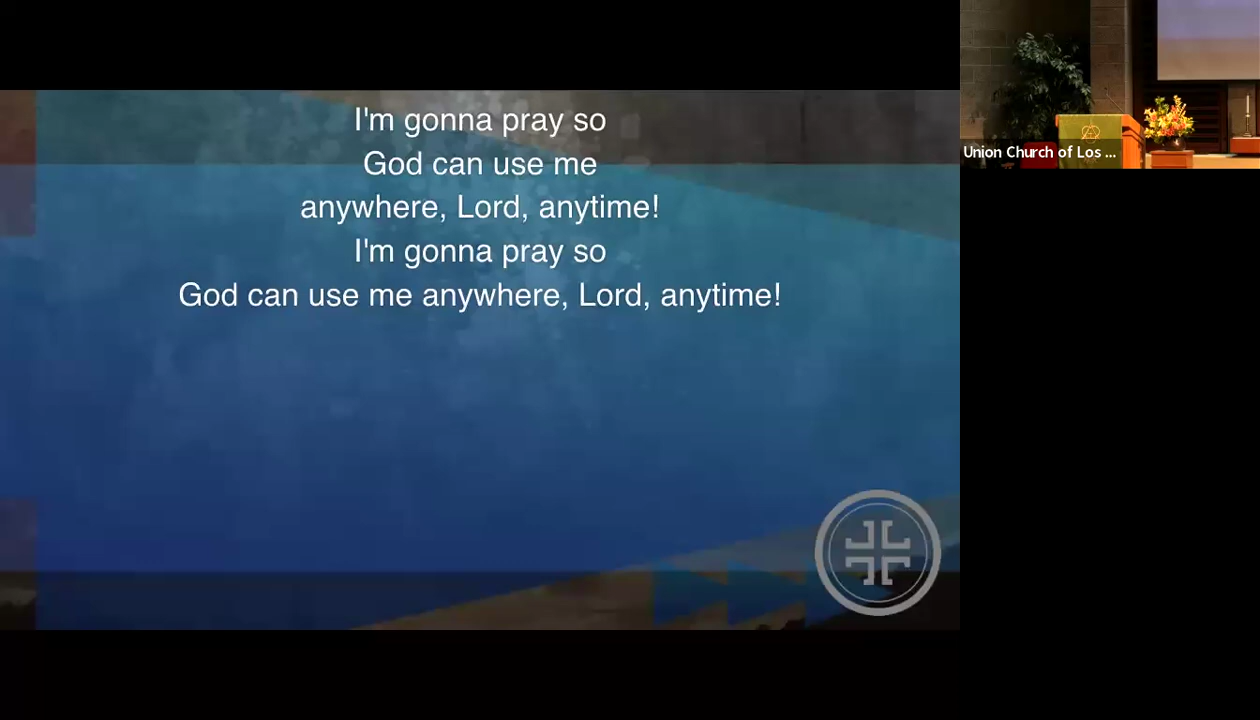 I'm gonna pray so
God can use me
anywhere, Lord, anytime!
I'm gonna pray so
God can use me anywhere, Lord, anytime!
Union Church of Los ...